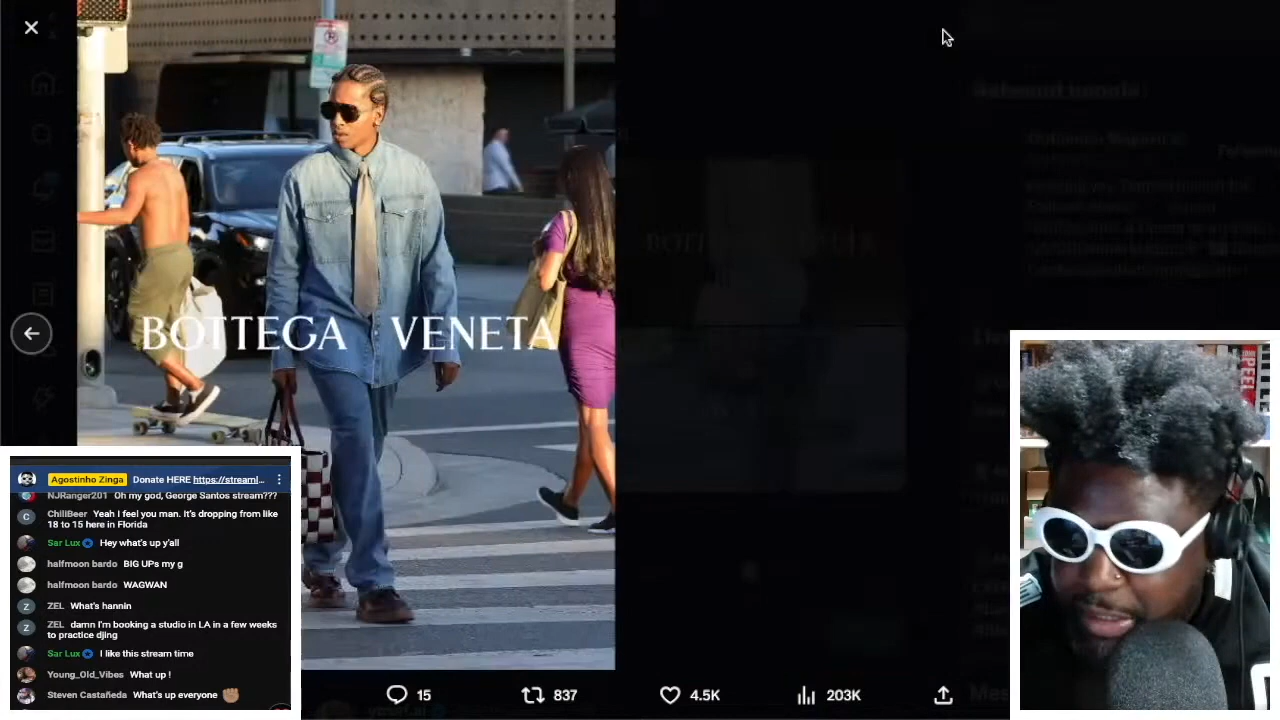 BOTTEGA VENETA
Agostinho Zinga Donate HERE https://streaml...
NJRanger201 Oh my god, George Santos stream???
ChiliBeer Yeah I feel you man. It's dropping from like
18 to 15 here in Florida
Sar Lux Hey what's up y'all
halfmoon bardo BIG UPs my g
halfmoon bardo WAGWAN
ZEL What's hannin
ZEL damn I'm booking a studio in LA in a few weeks
to practice djing
Sar Lux I like this stream time
Young_Old_Vibes What up !
Steven Castañeda What's up everyone
15 837 4.5K 203K